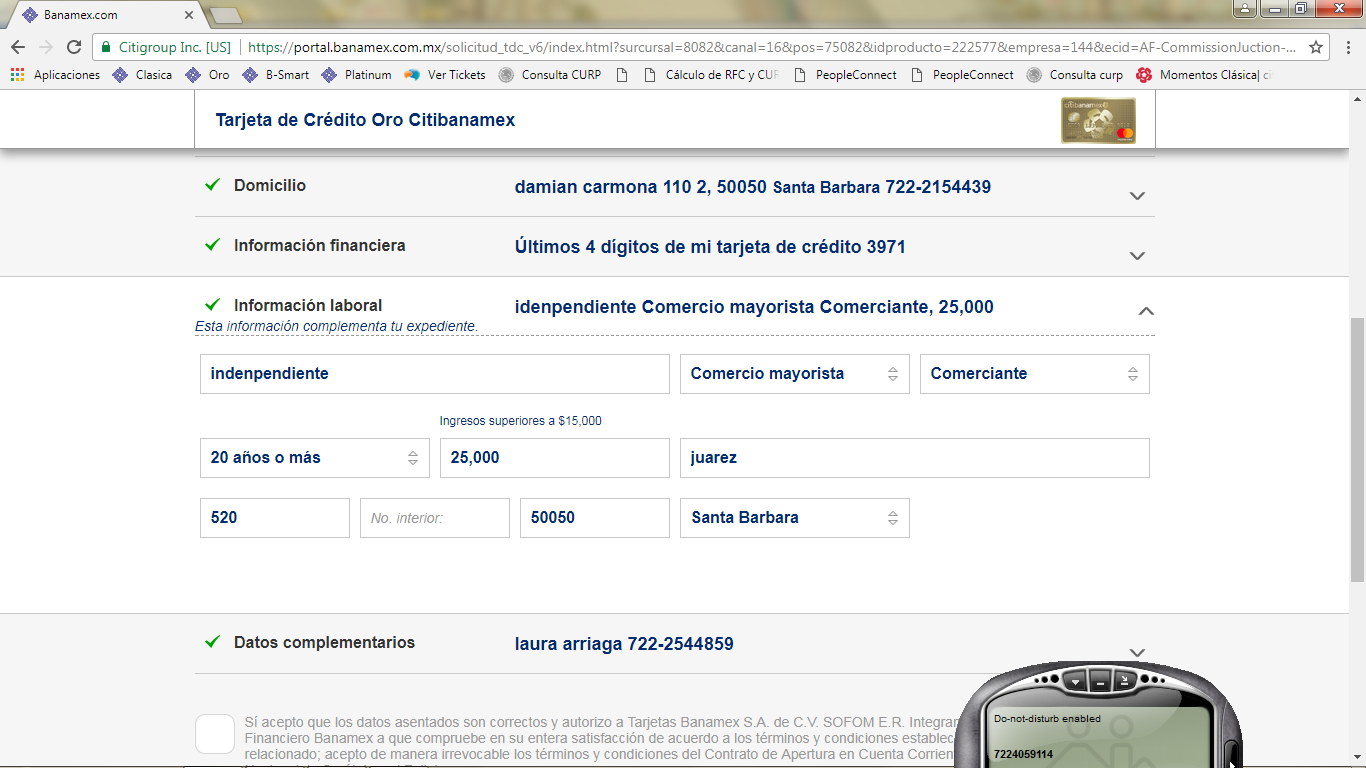 Banamex.com
Citigroup Inc. [US] https://portal.banamex.com.mx/solicitud_tdc_v6/index.html?surcursal=8082&canal=16&pos=75082&idproducto=222577&empresa=144&ecid=AF-CommissionJuction-...
Aplicaciones Clasica Oro B-Smart Platinum Ver Tickets Consulta CURP Cálculo de RFC y CUR PeopleConnect PeopleConnect Consulta curp Momentos Clásica| ci
Tarjeta de Crédito Oro Citibanamex
citibanamex
Domicilio damian carmona 110 2, 50050 Santa Barbara 722-2154439
Información financiera Últimos 4 dígitos de mi tarjeta de crédito 3971
Información laboral idenpendiente Comercio mayorista Comerciante, 25,000
Esta información complementa tu expediente.
indenpendiente Comercio mayorista Comerciante
Ingresos superiores a $15,000
20 años o más 25,000 juarez
520 No. interior: 50050 Santa Barbara
Datos complementarios laura arriaga 722-2544859
Sí acepto que los datos asentados son correctos y autorizo a Tarjetas Banamex S.A. de C.V. SOFOM E.R. Integran
Financiero Banamex a que compruebe en su entera satisfacción de acuerdo a los términos y condiciones establec
relacionado; acepto de manera irrevocable los términos y condiciones del Contrato de Apertura en Cuenta Corrien
Do-not-disturb enabled
7224059114